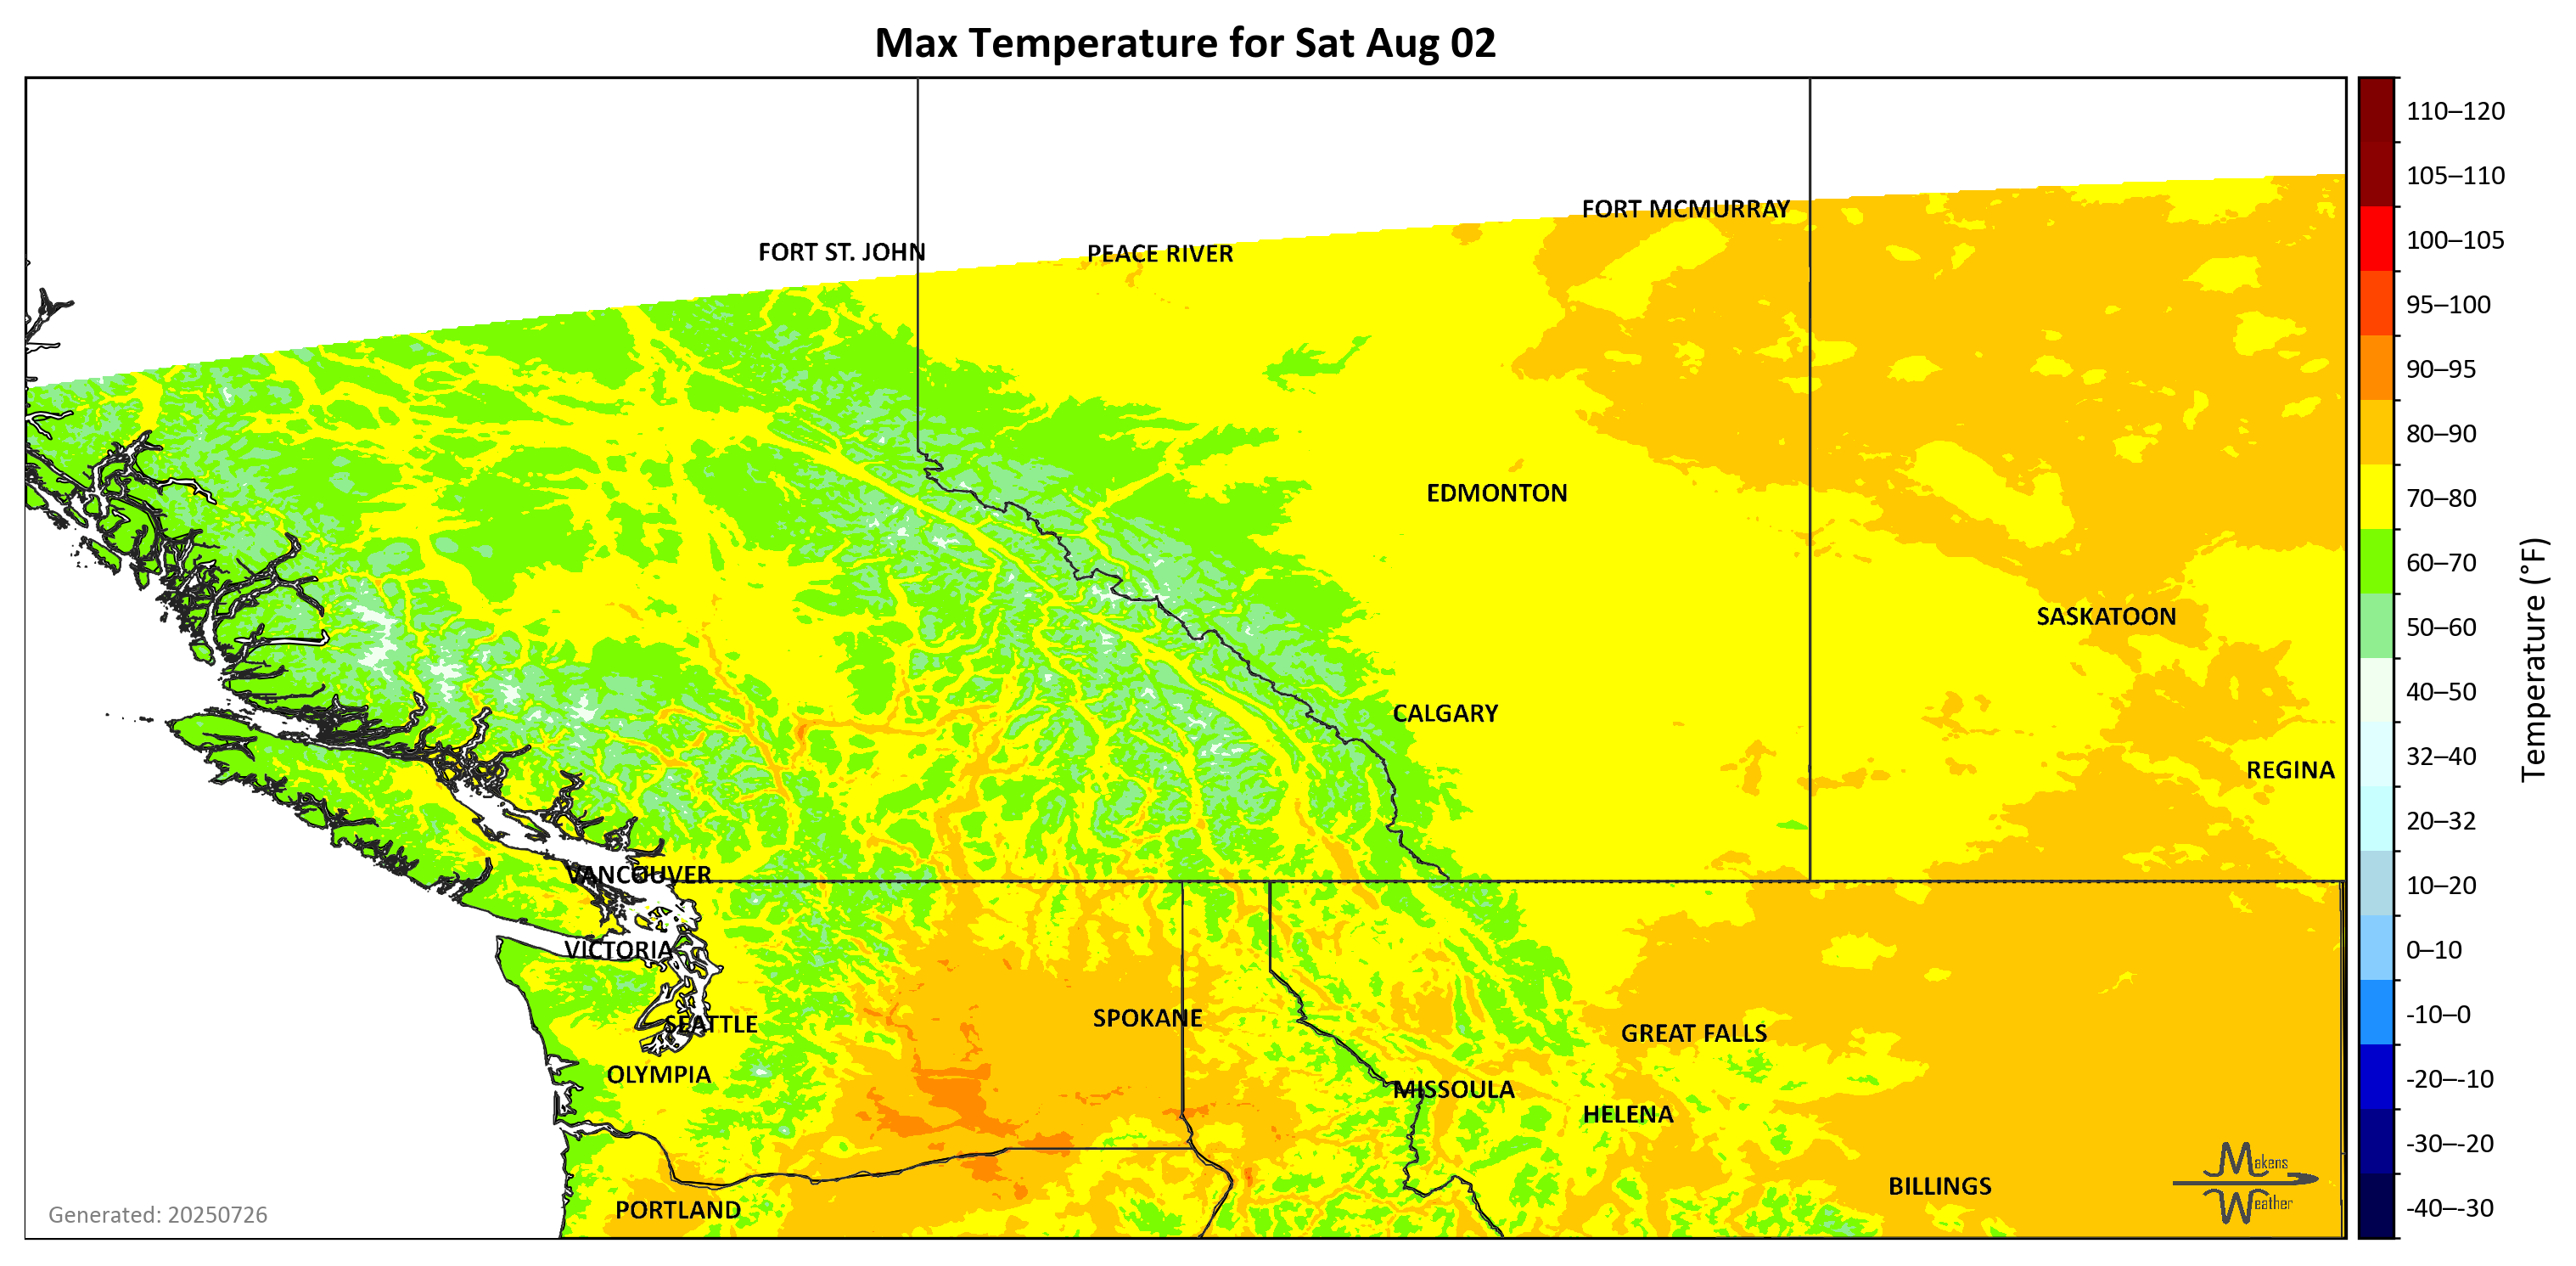 Max Temperature for Sat Aug 02
110–120
105–110
FORT MCMURRAY
100–105
FORT ST. JOHN
PEACE RIVER
95–100
90–95
80–90
EDMONTON
70–80
60–70
SASKATOON
50–60
Temperature (°F)
40–50
CALGARY
32–40
REGINA
20–32
VANCOUVER
10–20
VICTORIA
0–10
SPOKANE
-10–0
SEATTLE
GREAT FALLS
OLYMPIA
-20–-10
MISSOULA
HELENA
-30–-20
Makens
BILLINGS
Weather
PORTLAND
-40–-30
Generated: 20250726